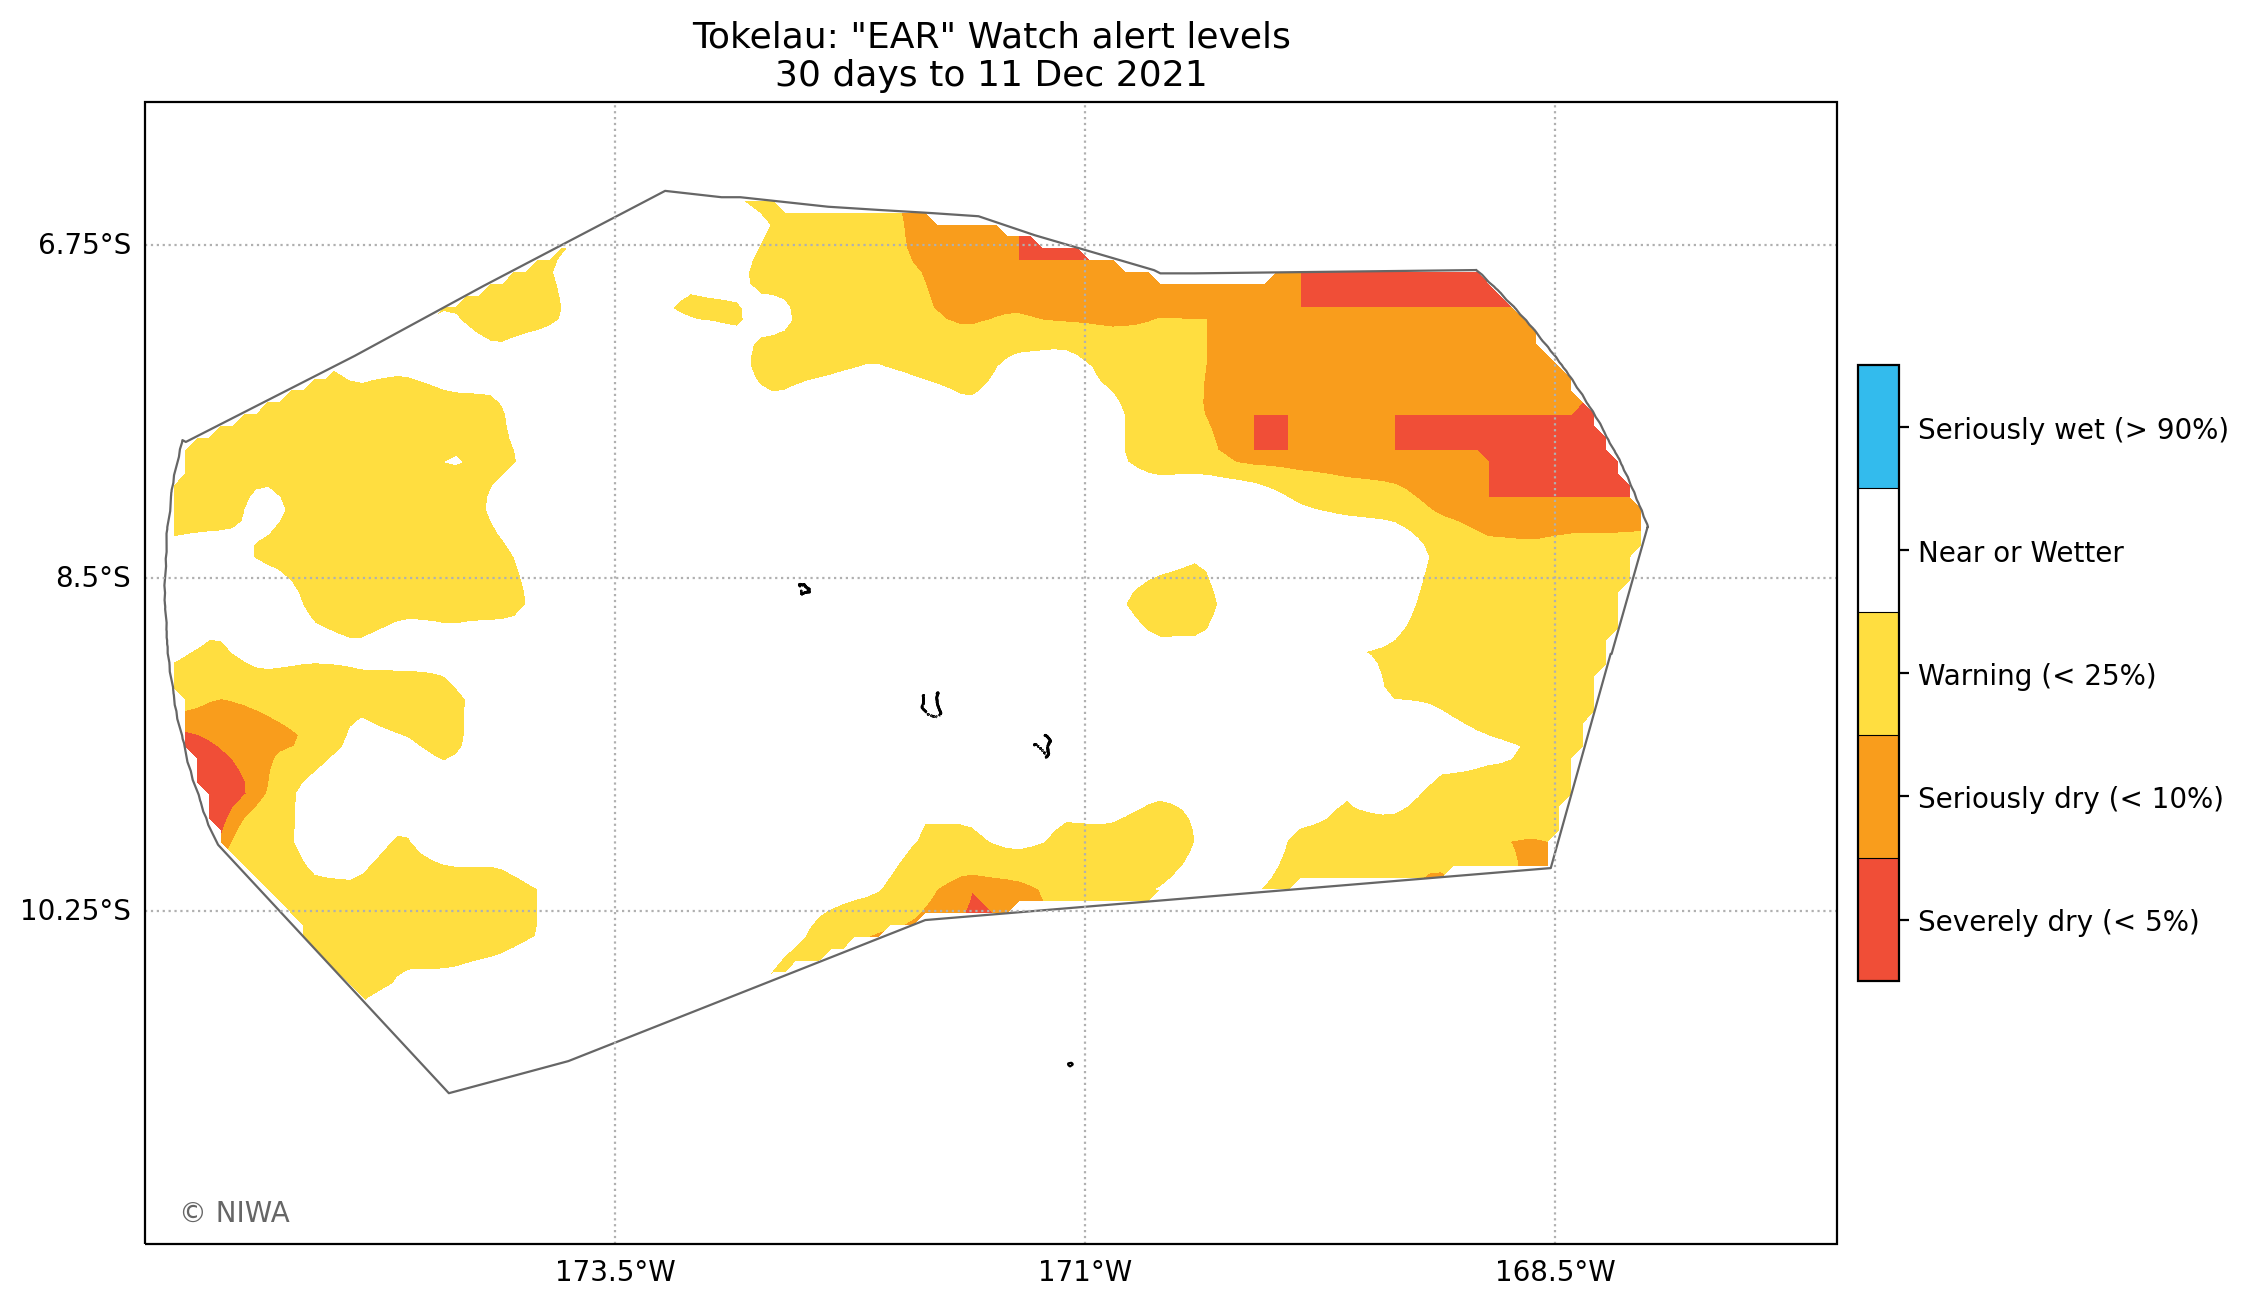 Tokelau: "EAR" Watch alert levels
30 days to 11 Dec 2021
6.75°S
8.5°S
10.25°S
173.5°W
171°W
168.5°W
Seriously wet (> 90%)
Near or Wetter
Warning (< 25%)
Seriously dry (< 10%)
Severely dry (< 5%)
© NIWA